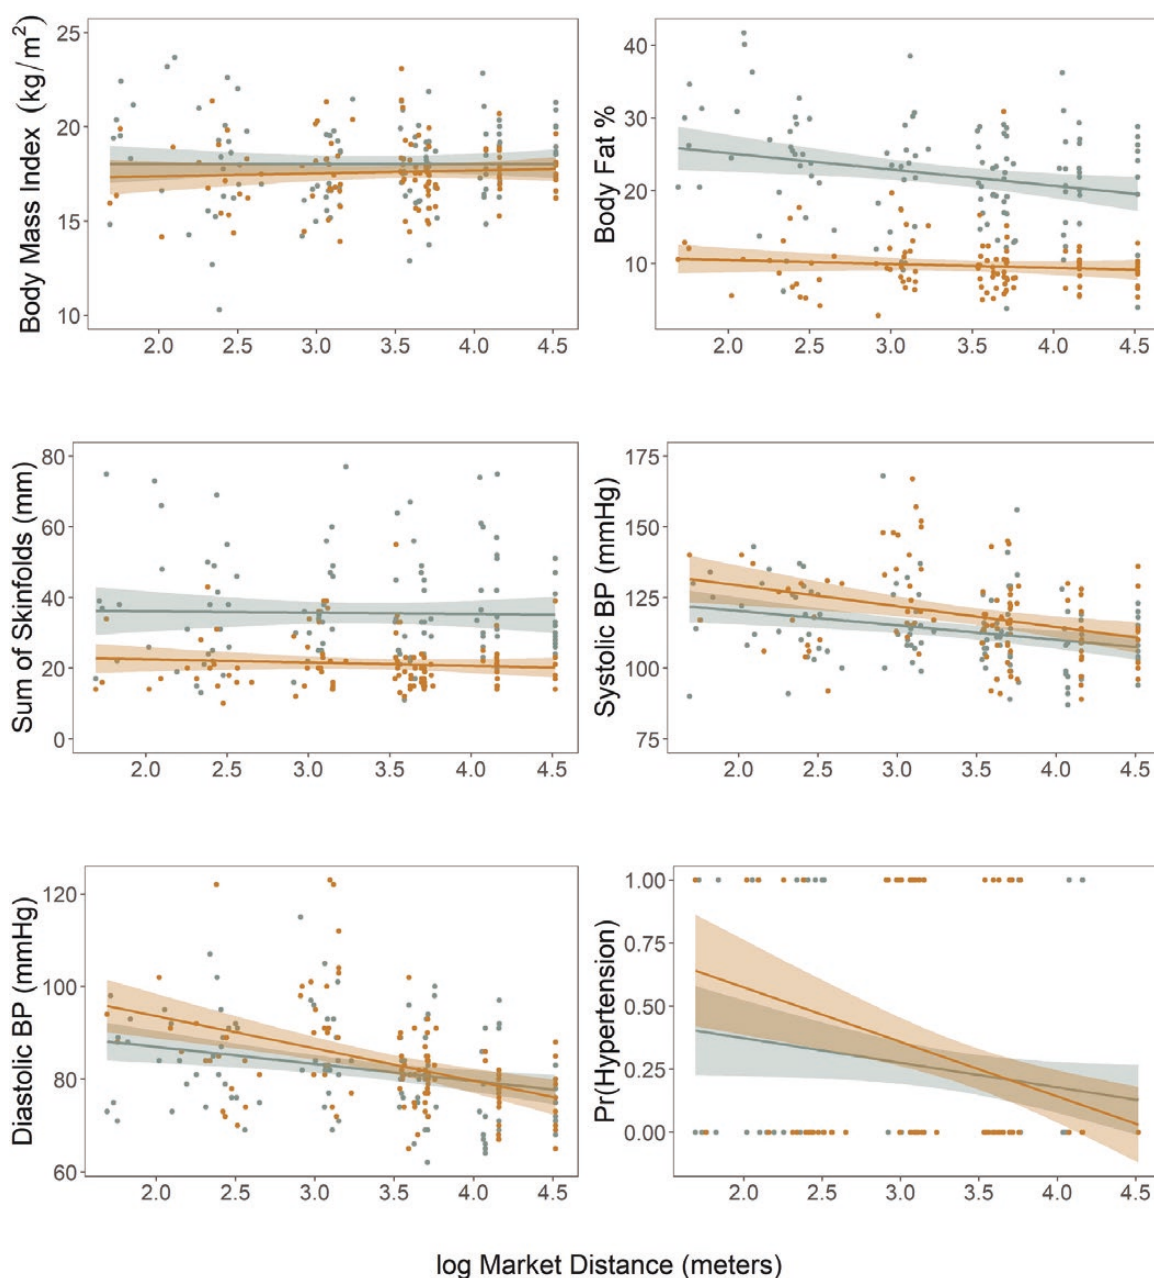 Body Mass Index (kg/m²)
25
20
15
10
2.0 2.5 3.0 3.5 4.0 4.5
Body Fat %
40
30
20
10
2.0 2.5 3.0 3.5 4.0 4.5
Sum of Skinfolds (mm)
80
60
40
20
0
2.0 2.5 3.0 3.5 4.0 4.5
Systolic BP (mmHg)
175
150
125
100
75
2.0 2.5 3.0 3.5 4.0 4.5
Diastolic BP (mmHg)
120
100
80
60
2.0 2.5 3.0 3.5 4.0 4.5
Pr(Hypertension)
1.00
0.75
0.50
0.25
0.00
2.0 2.5 3.0 3.5 4.0 4.5
log Market Distance (meters)